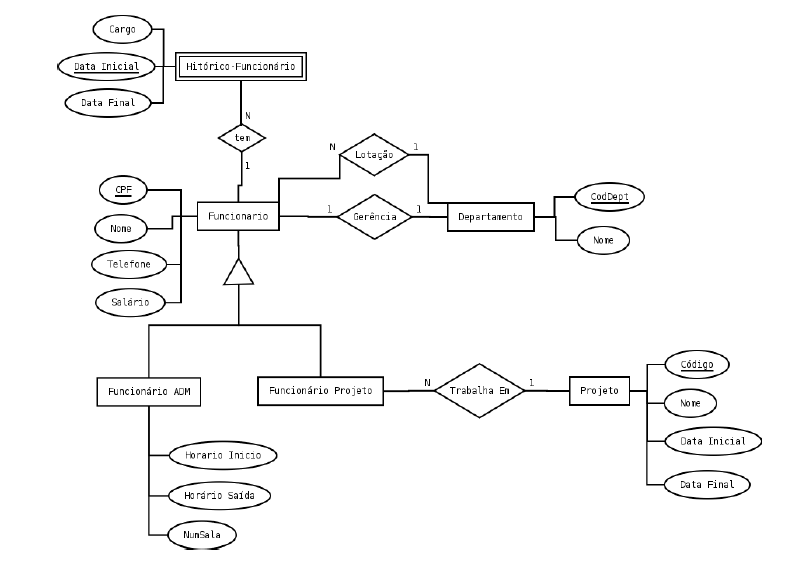 Cargo
Data Inicial
Hitórico-Funcionário
Data Final
N
tem
1
N
Lotação
1
CPF
Nome
Telefone
Salário
Funcionario
1
Gerência
1
Departamento
CodDept
Nome
Funcionário ADM
Funcionário Projeto
N
Trabalha Em
1
Projeto
Código
Nome
Data Inicial
Data Final
Horario Inicio
Horário Saída
NumSala